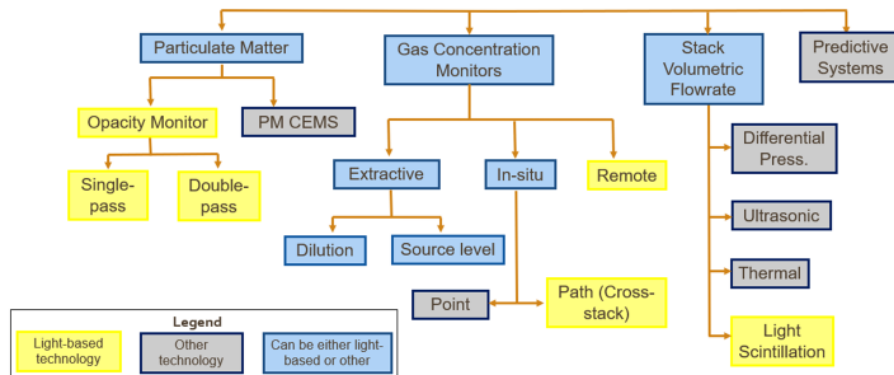 Particulate Matter
Gas Concentration
Monitors
Stack
Volumetric
Flowrate
Predictive
Systems
Opacity Monitor
PM CEMS
Single-
pass
Double-
pass
Extractive
In-situ
Remote
Dilution
Source level
Point
Path (Cross-
stack)
Differential
Press.
Ultrasonic
Thermal
Light
Scintillation
Legend
Light-based
technology
Other
technology
Can be either light-
based or other